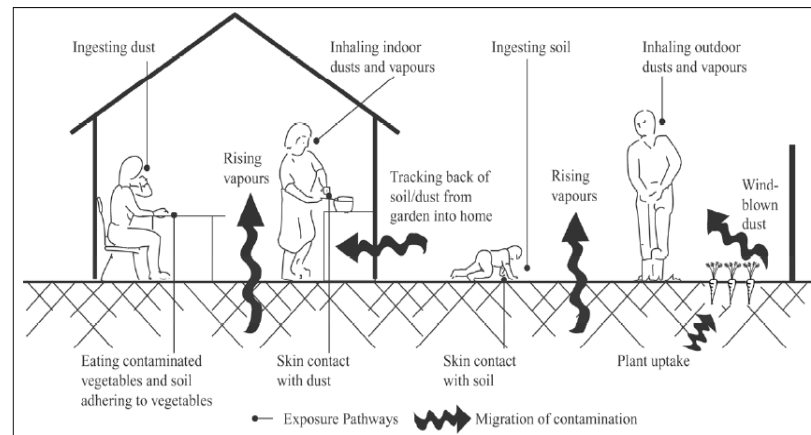 Ingesting dust
Inhaling indoor
dusts and vapours
Ingesting soil
Inhaling outdoor
dusts and vapours
Rising
vapours
Tracking back of
soil/dust from
garden into home
Rising
vapours
Wind-
blown
dust
Eating contaminated
vegetables and soil
adhering to vegetables
Skin contact
with dust
Skin contact
with soil
Plant uptake
Exposure Pathways
Migration of contamination